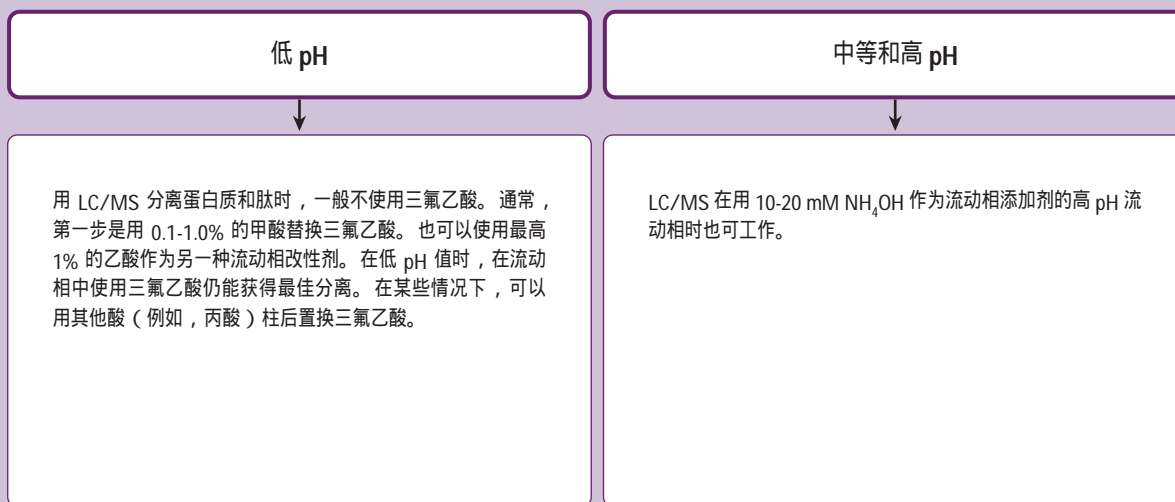 低 pH
用 LC/MS 分离蛋白质和肽时，一般不使用三氟乙酸。 通常，
第一步是用 0.1-1.0% 的甲酸替换三氟乙酸。 也可以使用最高
1% 的乙酸作为另一种流动相改性剂。 在低 pH 值时，在流动
相中使用三氟乙酸仍能获得最佳分离。 在某些情况下，可以
用其他酸（例如，丙酸）柱后置换三氟乙酸。
中等和高 pH
LC/MS 在用 10-20 mM NH₄OH 作为流动相添加剂的高 pH 流
动相时也可工作。